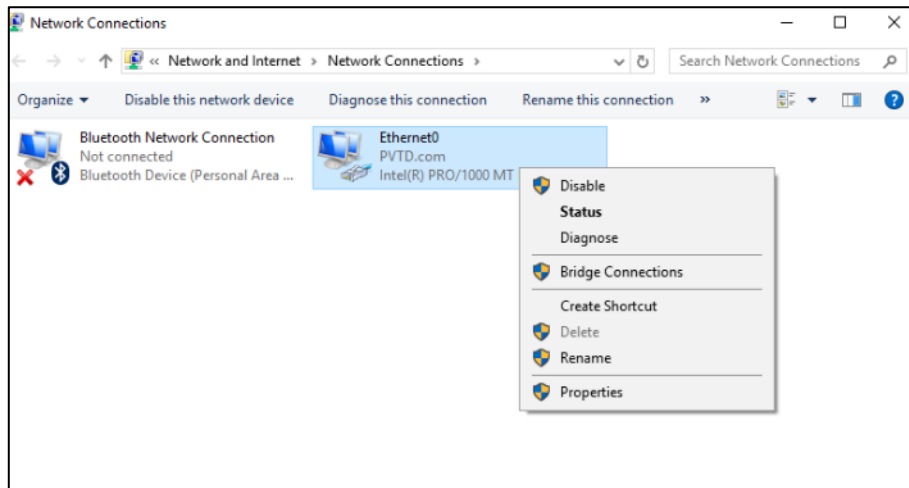 Network Connections
« Network and Internet › Network Connections ›
Search Network Connections
Organize Disable this network device Diagnose this connection Rename this connection »
Bluetooth Network Connection
Not connected
Bluetooth Device (Personal Area ...
Ethernet0
PVTD.com
Intel(R) PRO/1000 MT
Disable
Status
Diagnose
Bridge Connections
Create Shortcut
Delete
Rename
Properties